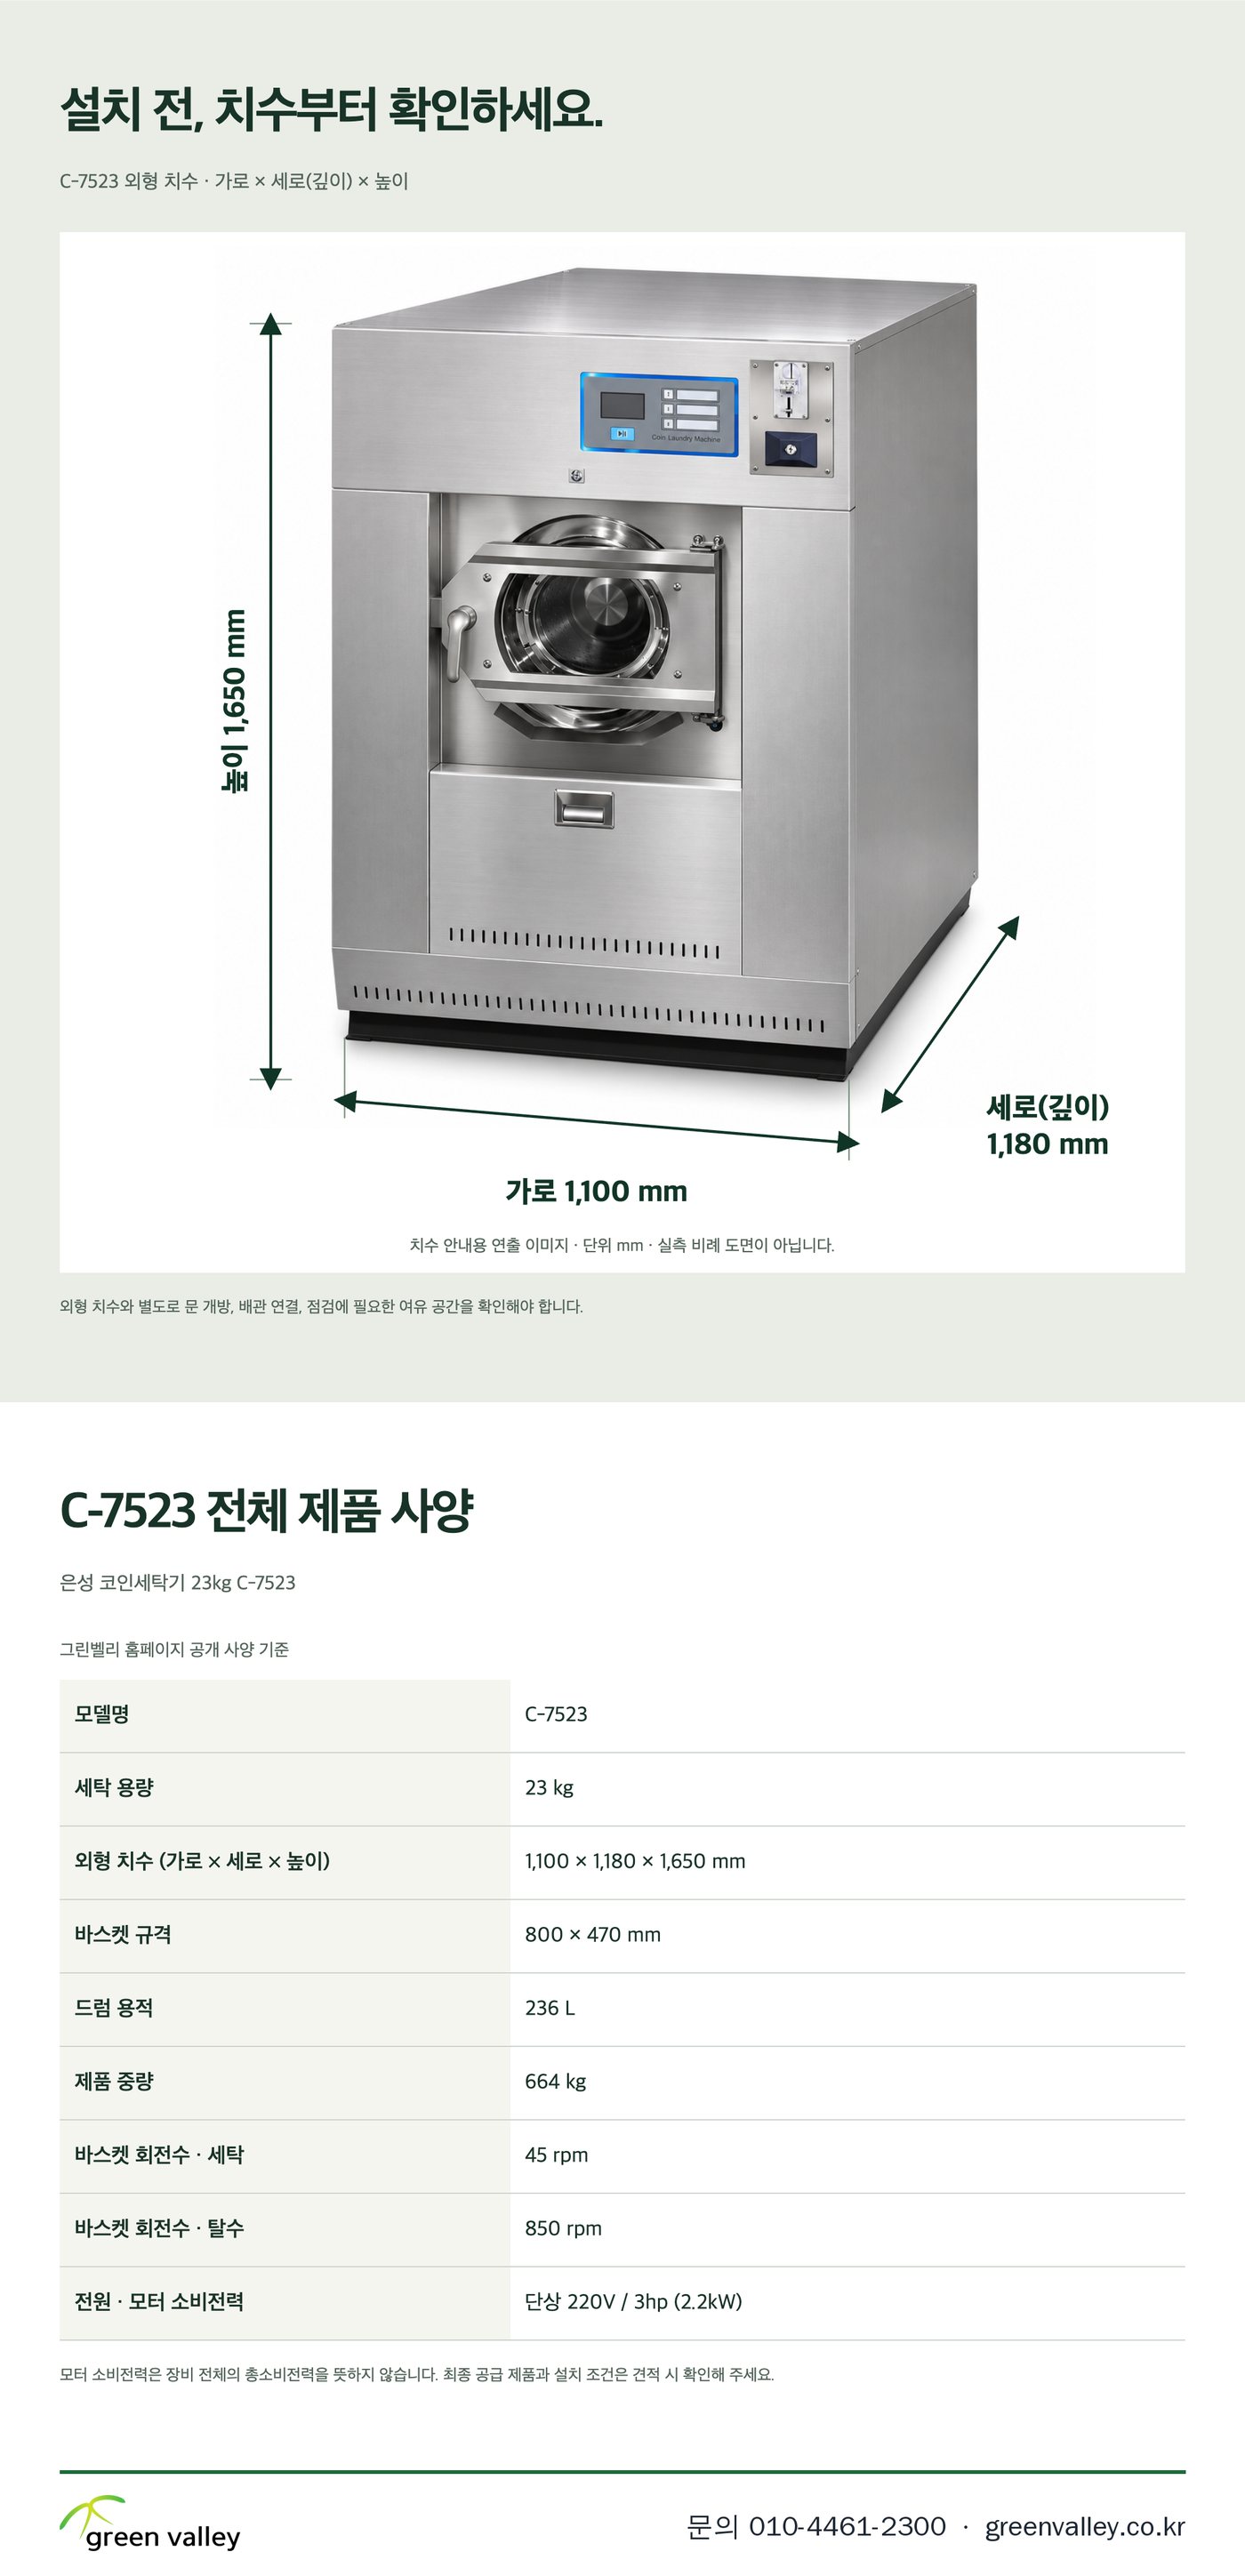 설치 전, 치수부터 확인하세요.
C-7523 외형 치수 · 가로 × 세로(깊이) × 높이
Coin Laundry Machine
높이 1,650 mm
세로(깊이)
1,180 mm
가로 1,100 mm
치수 안내용 연출 이미지 · 단위 mm · 실측 비례 도면이 아닙니다.
외형 치수와 별도로 문 개방, 배관 연결, 점검에 필요한 여유 공간을 확인해야 합니다.
C-7523 전체 제품 사양
은성 코인세탁기 23kg C-7523
그린벨리 홈페이지 공개 사양 기준
모델명 C-7523
세탁 용량 23 kg
외형 치수 (가로 × 세로 × 높이) 1,100 × 1,180 × 1,650 mm
바스켓 규격 800 × 470 mm
드럼 용적 236 L
제품 중량 664 kg
바스켓 회전수 · 세탁 45 rpm
바스켓 회전수 · 탈수 850 rpm
전원 · 모터 소비전력 단상 220V / 3hp (2.2kW)
모터 소비전력은 장비 전체의 총소비전력을 뜻하지 않습니다. 최종 공급 제품과 설치 조건은 견적 시 확인해 주세요.
green valley
문의 010-4461-2300 · greenvalley.co.kr